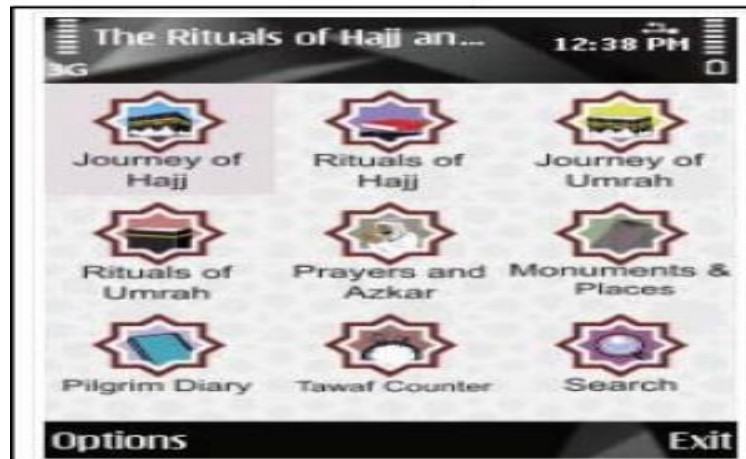 The Rituals of Hajj an...
12:38 PM
3G
Journey of
Hajj
Rituals of
Hajj
Journey of
Umrah
Rituals of
Umrah
Prayers and
Azkar
Monuments &
Places
Pilgrim Diary
Tawaf Counter
Search
Options
Exit